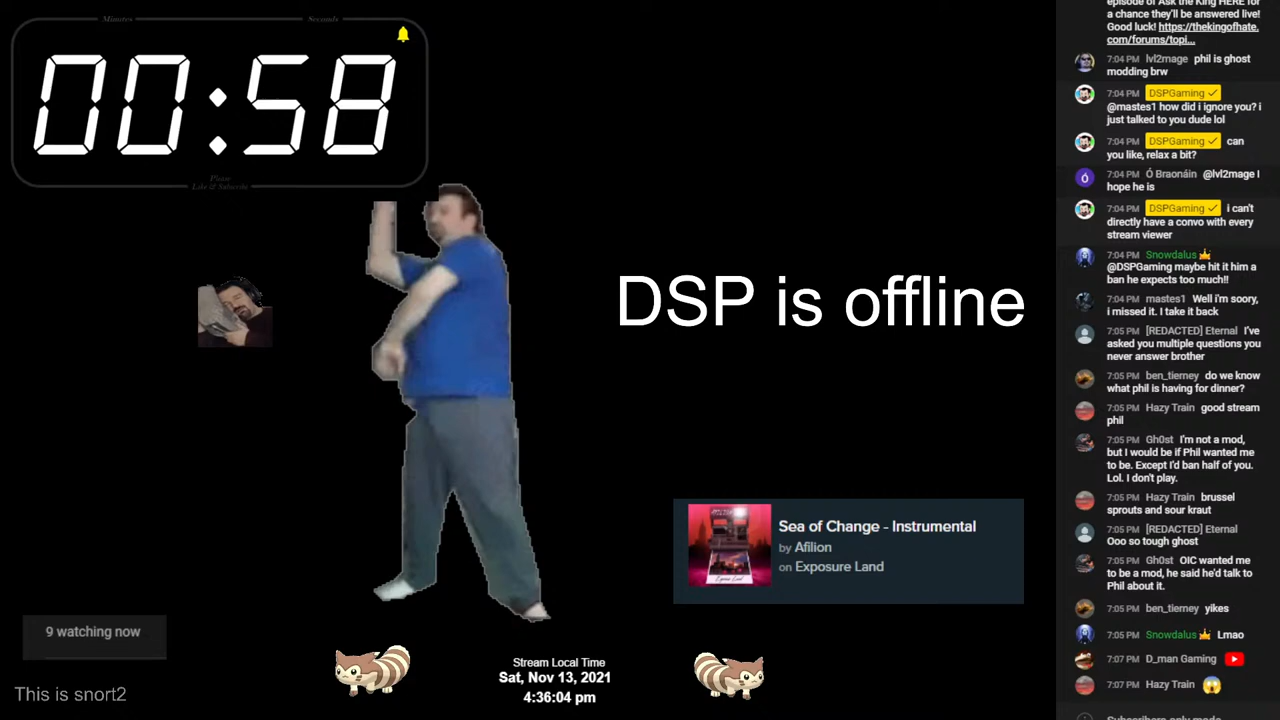 Minutes
Seconds
00:58
Please
Like & Subscribe
DSP is offline
Sea of Change - Instrumental
by Afilion
on Exposure Land
9 watching now
This is snort2
Stream Local Time
Sat, Nov 13, 2021
4:36:04 pm
episode of Ask the King HERE for
a chance they'll be answered live!
Good luck! https://thekingofhate.
com/forums/topi...
7:04 PM lvl2mage phil is ghost
modding brw
7:04 PM DSPGaming ✓
@mastes1 how did i ignore you? i
just talked to you dude lol
7:04 PM DSPGaming ✓ can
you like, relax a bit?
7:04 PM Ó Braonáin @lvl2mage I
hope he is
7:04 PM DSPGaming ✓ i can't
directly have a convo with every
stream viewer
7:04 PM Snowdalus
@DSPGaming maybe hit it him a
ban he expects too much!!
7:04 PM mastes1 Well i'm soory,
i missed it. I take it back
7:05 PM [REDACTED] Eternal I've
asked you multiple questions you
never answer brother
7:05 PM ben_tierney do we know
what phil is having for dinner?
7:05 PM Hazy Train good stream
phil
7:05 PM Gh0st I'm not a mod,
but I would be if Phil wanted me
to be. Except I'd ban half of you.
Lol. I don't play.
7:05 PM Hazy Train brussel
sprouts and sour kraut
7:05 PM [REDACTED] Eternal
Ooo so tough ghost
7:05 PM Gh0st OIC wanted me
to be a mod, he said he'd talk to
Phil about it.
7:05 PM ben_tierney yikes
7:05 PM Snowdalus Lmao
7:07 PM D_man Gaming
7:07 PM Hazy Train 😱
Subscribers-only mode